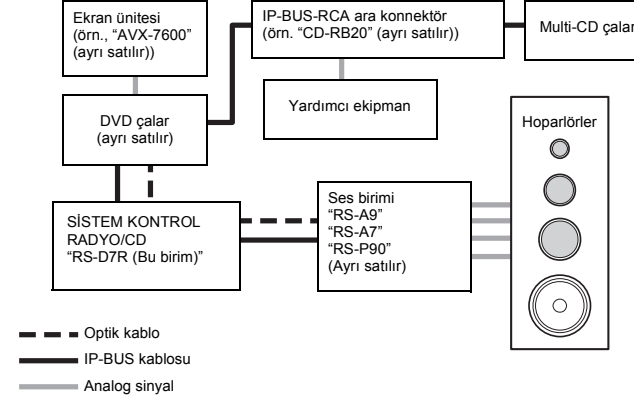 Ekran ünitesi
(örn., “AVX-7600”
(ayrı satılır))
IP-BUS-RCA ara konnektör
(örn. “CD-RB20” (ayrı satılır))
Multi-CD çalar
DVD çalar
(ayrı satılır)
Yardımcı ekipman
Hoparlörler
SİSTEM KONTROL
RADYO/CD
“RS-D7R (Bu birim)”
Ses birimi
“RS-A9”
“RS-A7”
“RS-P90”
(Ayrı satılır)
Optik kablo
IP-BUS kablosu
Analog sinyal